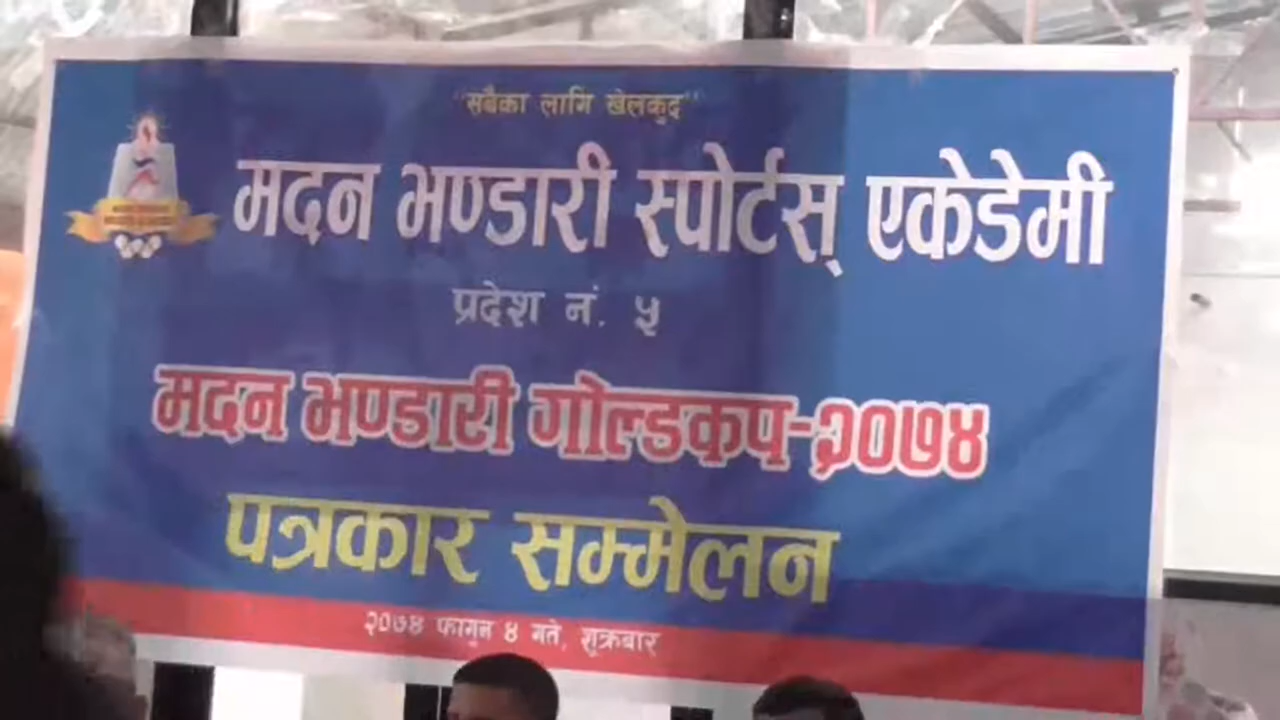 "सबैका लागि खेलकुद"
मदन भण्डारी स्पोर्टस् एकेडेमी
प्रदेश नं. ५
मदन भण्डारी गोल्डकप-२०७४
पत्रकार सम्मेलन
२०७४ फागुन ४ गते, शुक्रबार